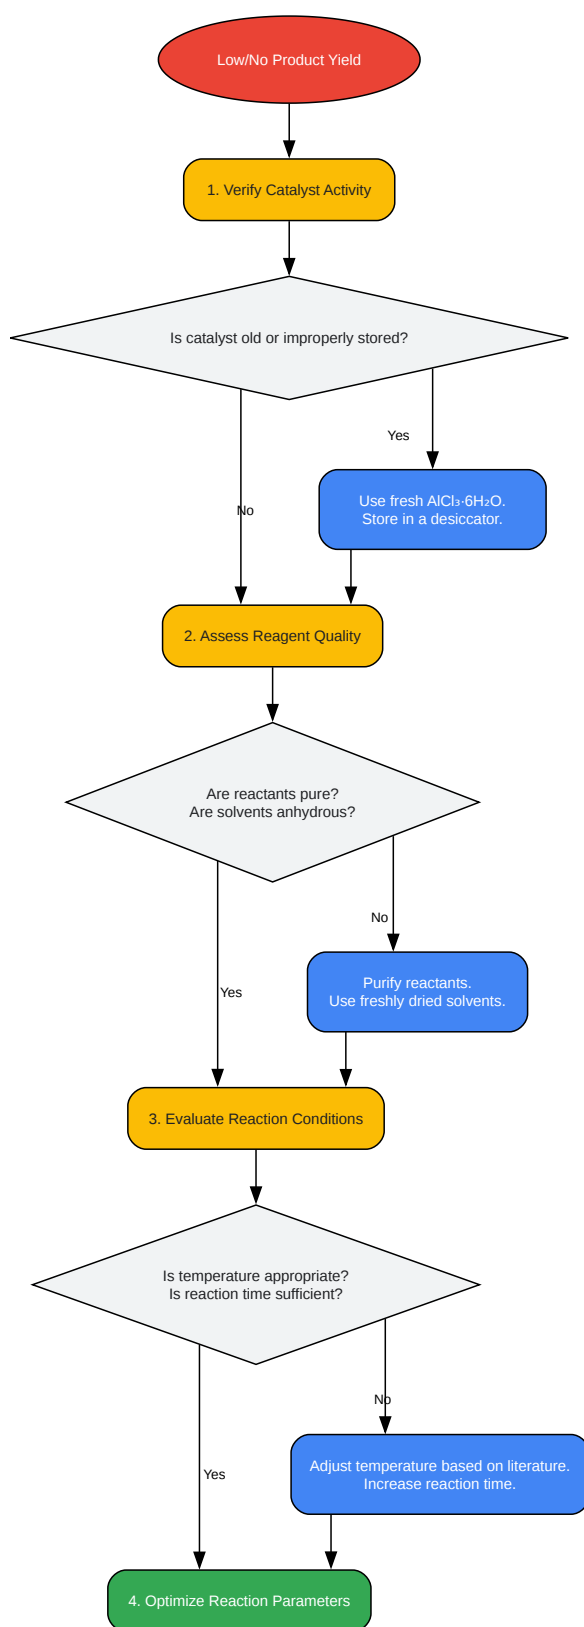 Low/No Product Yield
1. Verify Catalyst Activity
Is catalyst old or improperly stored?
Yes
Use fresh AlCl₃·6H₂O.
Store in a desiccator.
No
2. Assess Reagent Quality
Are reactants pure?
Are solvents anhydrous?
No
Purify reactants.
Use freshly dried solvents.
Yes
3. Evaluate Reaction Conditions
Is temperature appropriate?
Is reaction time sufficient?
No
Adjust temperature based on literature.
Increase reaction time.
Yes
4. Optimize Reaction Parameters